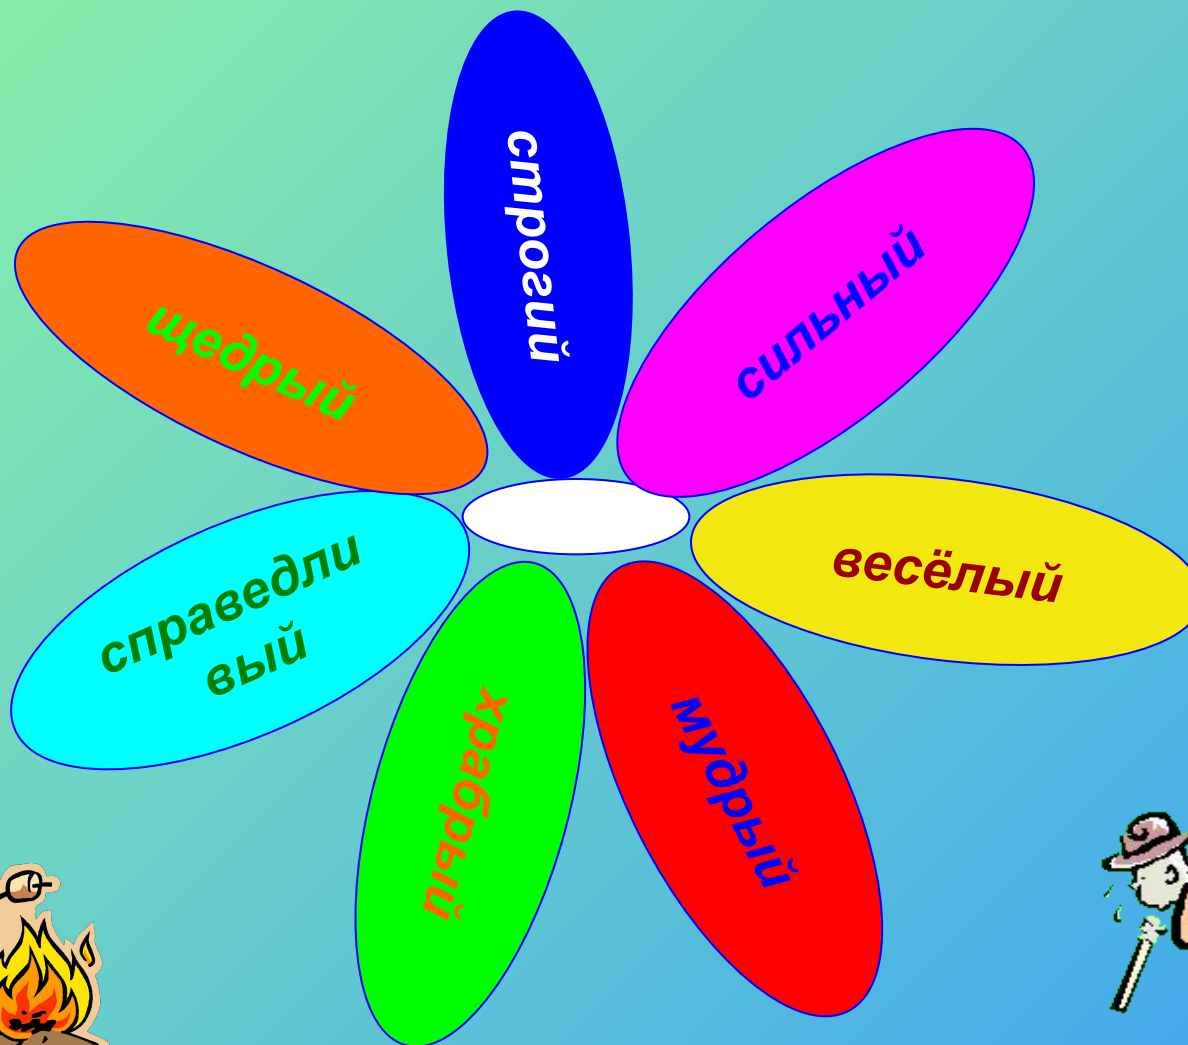 строгий
сильный
весёлый
мудрый
храбрый
справедли
вый
щедрый